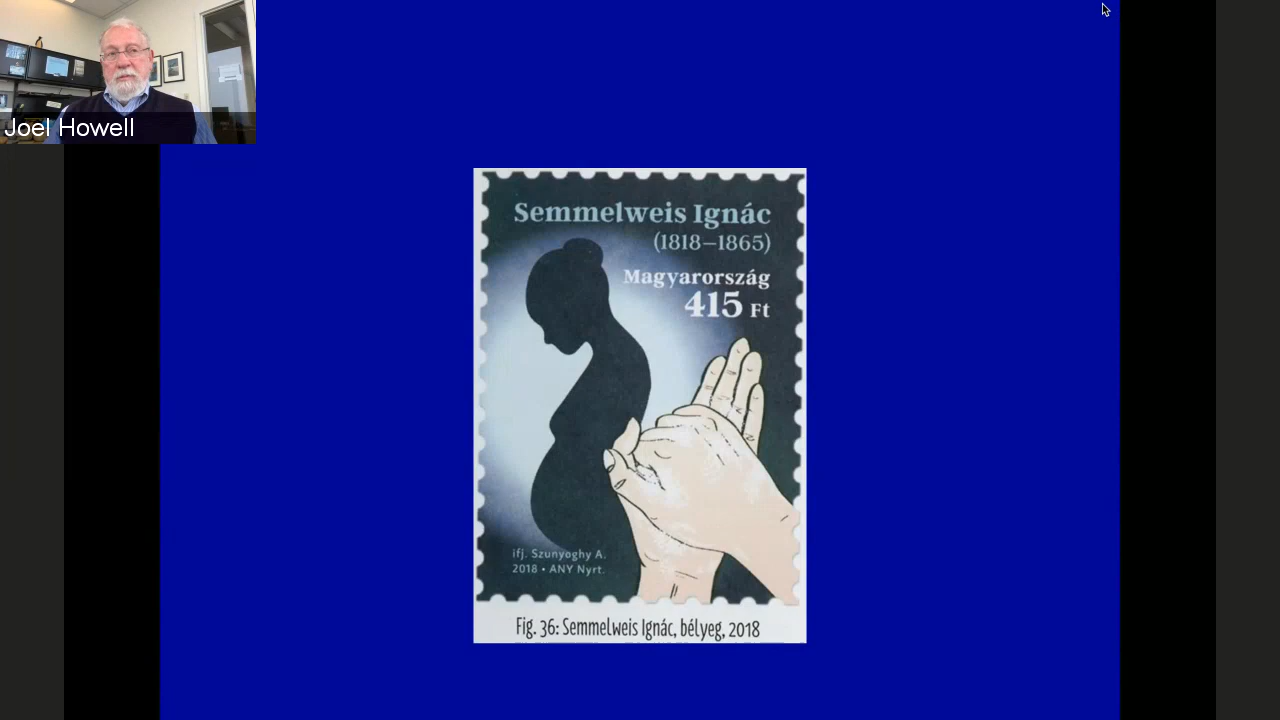 Joel Howell
Semmelweis Ignác
(1818–1865)
Magyarország
415 Ft
ifj. Szunyoghy A.
2018 • ANY Nyrt.
Fig. 36: Semmelweis Ignác, bélyeg, 2018